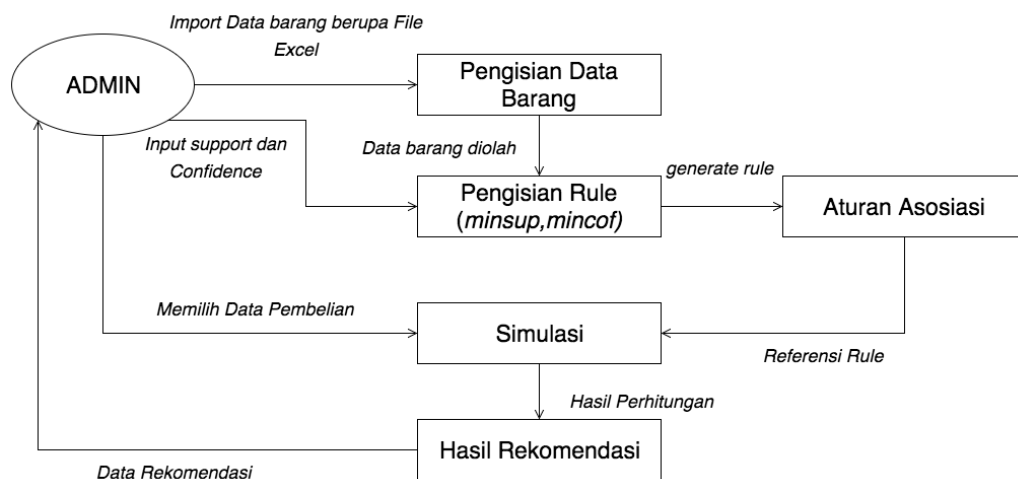 Import Data barang berupa File
Excel
ADMIN
Pengisian Data
Barang
Input support dan
Confidence
Data barang diolah
generate rule
Pengisian Rule
(minsup,mincof)
Aturan Asosiasi
Memilih Data Pembelian
Simulasi
Referensi Rule
Hasil Perhitungan
Hasil Rekomendasi
Data Rekomendasi